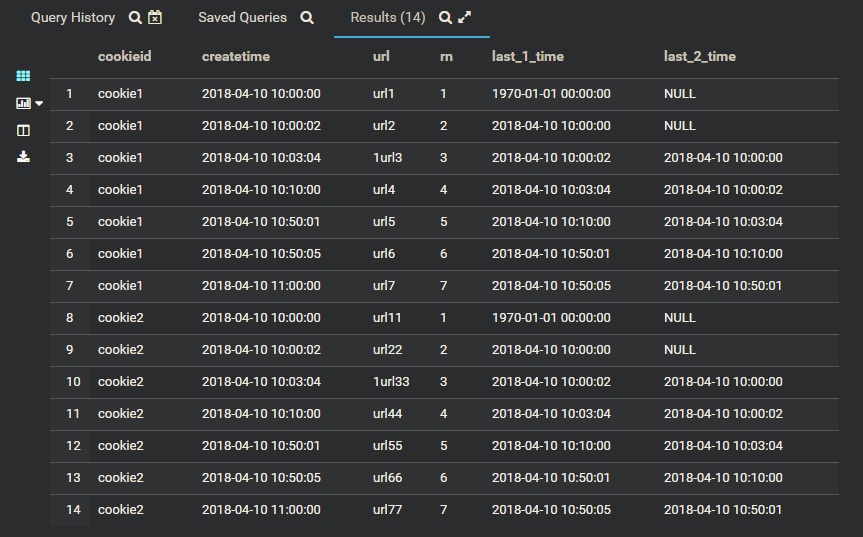 Query History Saved Queries Results (14)
cookieid createtime url rn last_1_time last_2_time
1 cookie1 2018-04-10 10:00:00 url1 1 1970-01-01 00:00:00 NULL
2 cookie1 2018-04-10 10:00:02 url2 2 2018-04-10 10:00:00 NULL
3 cookie1 2018-04-10 10:03:04 1url3 3 2018-04-10 10:00:02 2018-04-10 10:00:00
4 cookie1 2018-04-10 10:10:00 url4 4 2018-04-10 10:03:04 2018-04-10 10:00:02
5 cookie1 2018-04-10 10:50:01 url5 5 2018-04-10 10:10:00 2018-04-10 10:03:04
6 cookie1 2018-04-10 10:50:05 url6 6 2018-04-10 10:50:01 2018-04-10 10:10:00
7 cookie1 2018-04-10 11:00:00 url7 7 2018-04-10 10:50:05 2018-04-10 10:50:01
8 cookie2 2018-04-10 10:00:00 url11 1 1970-01-01 00:00:00 NULL
9 cookie2 2018-04-10 10:00:02 url22 2 2018-04-10 10:00:00 NULL
10 cookie2 2018-04-10 10:03:04 1url33 3 2018-04-10 10:00:02 2018-04-10 10:00:00
11 cookie2 2018-04-10 10:10:00 url44 4 2018-04-10 10:03:04 2018-04-10 10:00:02
12 cookie2 2018-04-10 10:50:01 url55 5 2018-04-10 10:10:00 2018-04-10 10:03:04
13 cookie2 2018-04-10 10:50:05 url66 6 2018-04-10 10:50:01 2018-04-10 10:10:00
14 cookie2 2018-04-10 11:00:00 url77 7 2018-04-10 10:50:05 2018-04-10 10:50:01